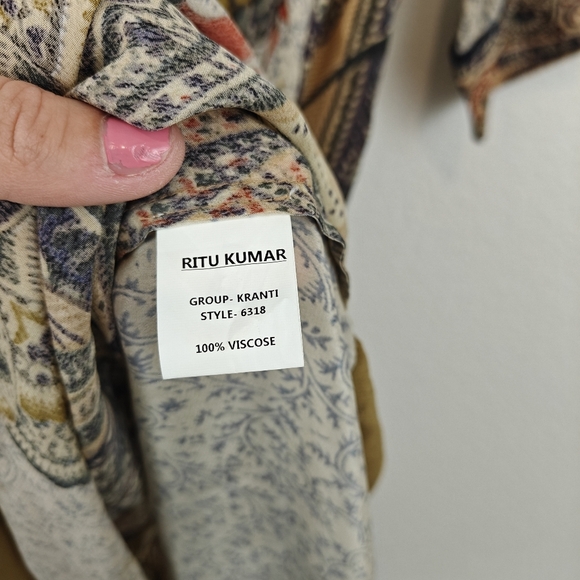 RITU KUMAR
GROUP- KRANTI
STYLE- 6318
100% VISCOSE